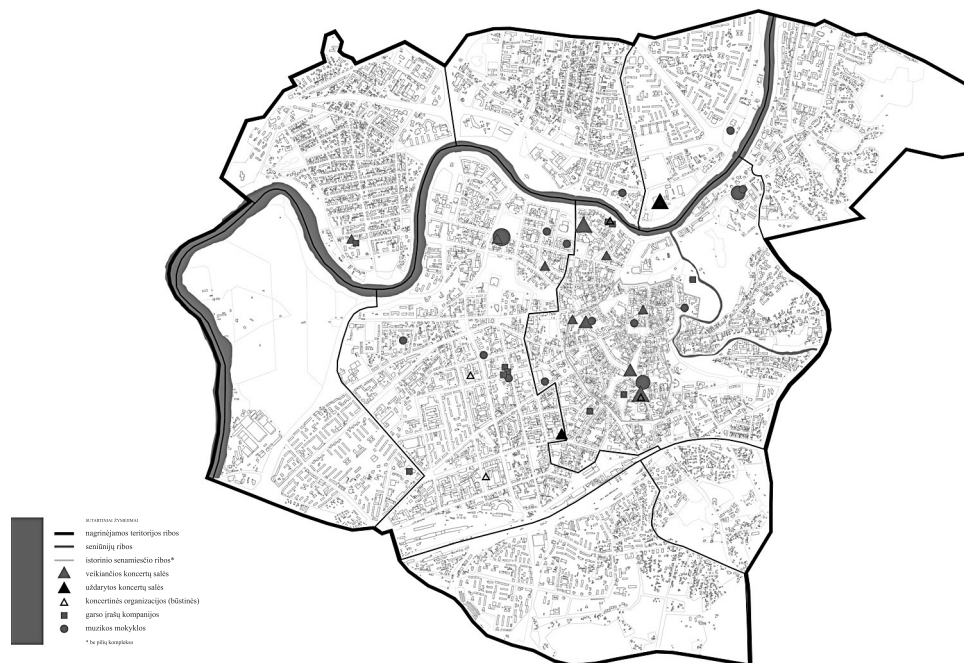 SUTARTINIAI ŽYMĖJIMAI
nagrinėjamos teritorijos ribos
seniūnijų ribos
istorinio senamiesčio ribos*
veikiančios koncertų salės
uždarytos koncertų salės
koncertinės organizacijos (būstinės)
garso įrašų kompanijos
muzikos mokyklos
* be pilių komplekso